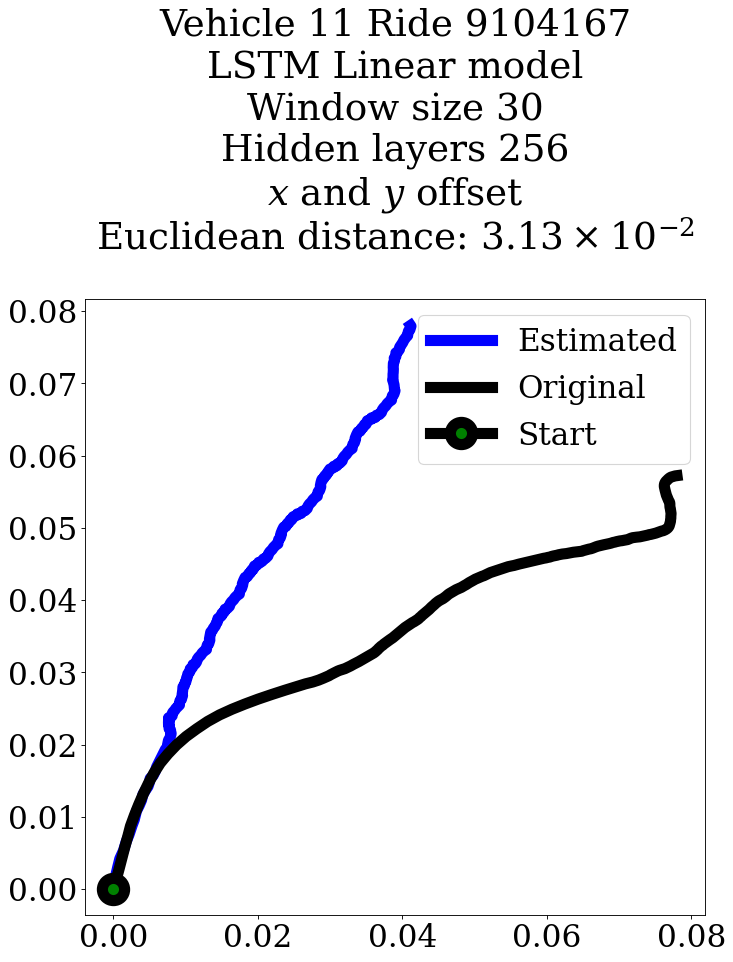 Vehicle 11 Ride 9104167
LSTM Linear model
Window size 30
Hidden layers 256
x and y offset
Euclidean distance: 3.13 × 10⁻²
0.08
0.07
0.06
0.05
0.04
0.03
0.02
0.01
0.00
Estimated
Original
Start
0.00 0.02 0.04 0.06 0.08